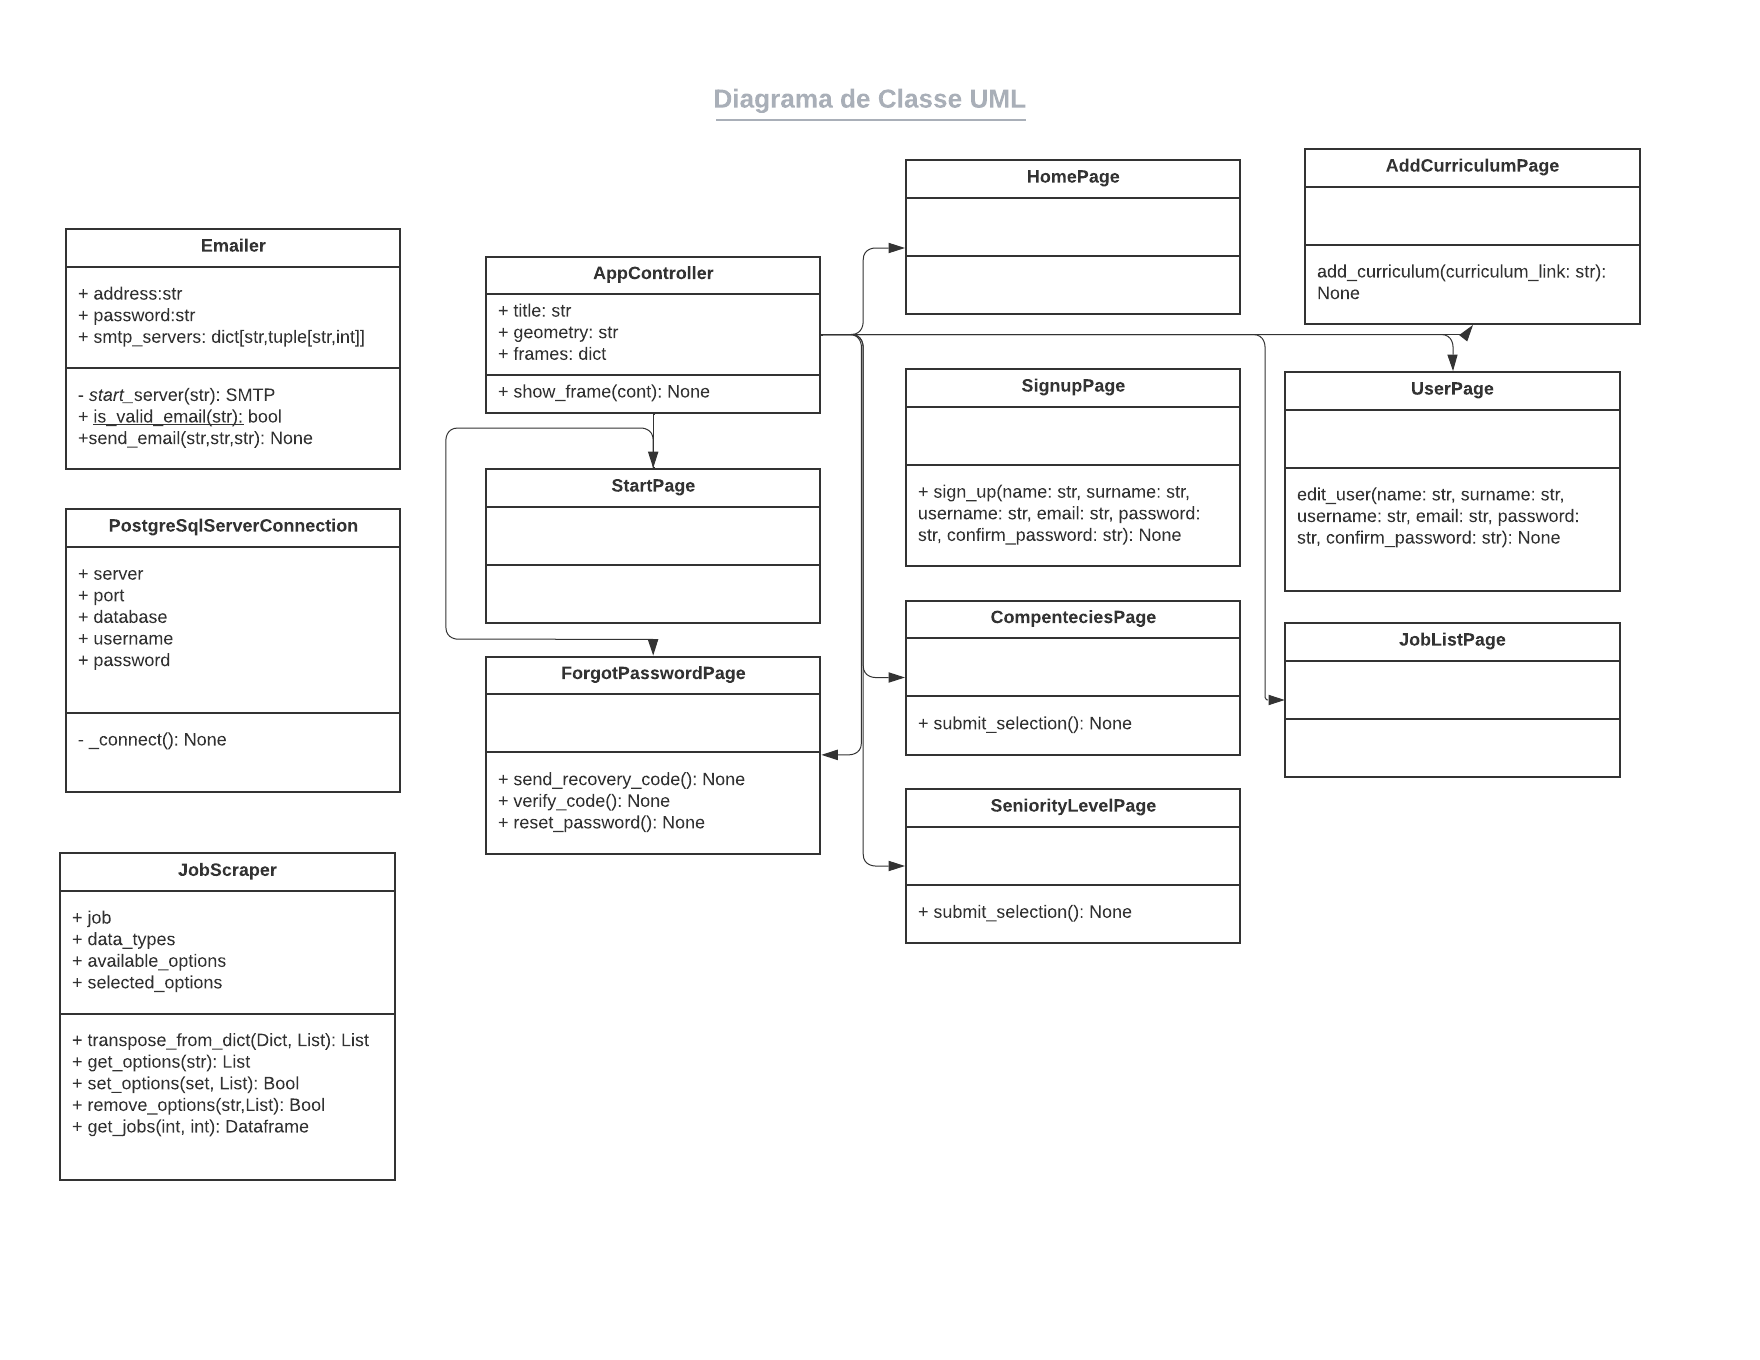 Diagrama de Classe UML
Emailer
+ address:str
+ password:str
+ smtp_servers: dict[str,tuple[str,int]]
- start_server(str): SMTP
+ is_valid_email(str): bool
+send_email(str,str,str): None
PostgreSqlServerConnection
+ server
+ port
+ database
+ username
+ password
- _connect(): None
JobScraper
+ job
+ data_types
+ available_options
+ selected_options
+ transpose_from_dict(Dict, List): List
+ get_options(str): List
+ set_options(set, List): Bool
+ remove_options(str,List): Bool
+ get_jobs(int, int): Dataframe
AppController
+ title: str
+ geometry: str
+ frames: dict
+ show_frame(cont): None
StartPage
ForgotPasswordPage
+ send_recovery_code(): None
+ verify_code(): None
+ reset_password(): None
HomePage
SignupPage
+ sign_up(name: str, surname: str,
username: str, email: str, password:
str, confirm_password: str): None
CompenteciesPage
+ submit_selection(): None
SeniorityLevelPage
+ submit_selection(): None
AddCurriculumPage
add_curriculum(curriculum_link: str):
None
UserPage
edit_user(name: str, surname: str,
username: str, email: str, password:
str, confirm_password: str): None
JobListPage